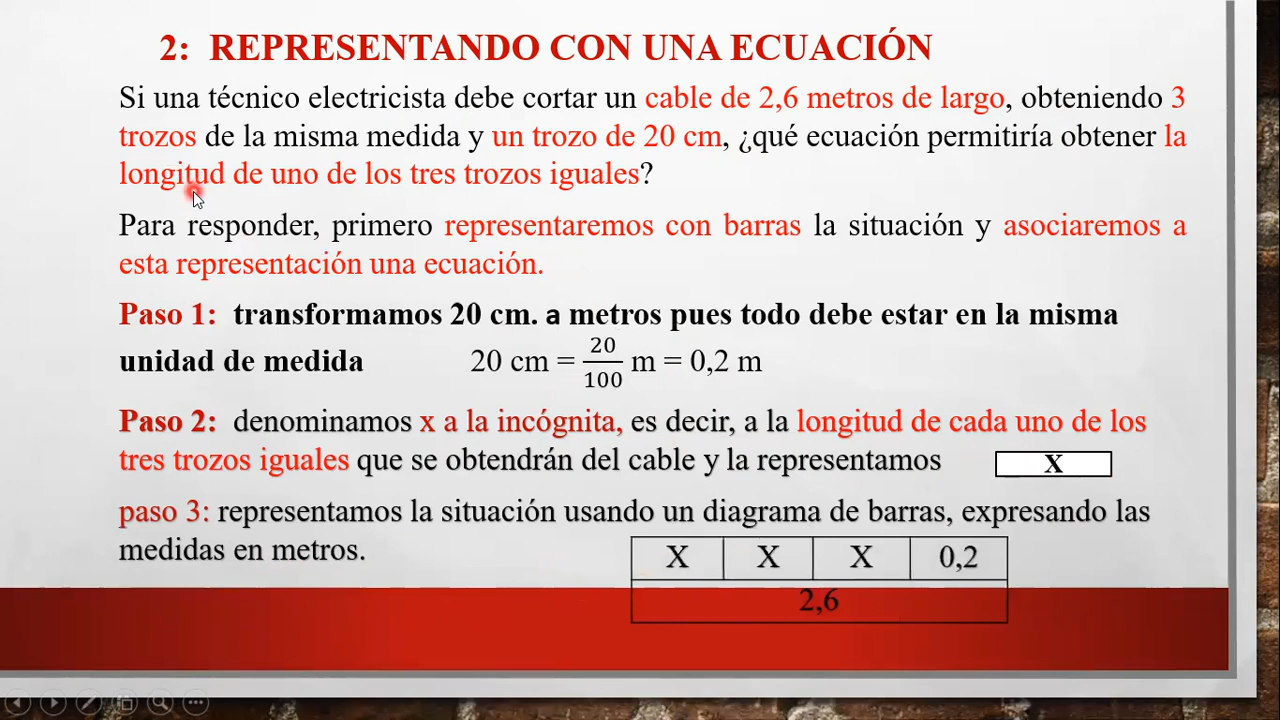 2: REPRESENTANDO CON UNA ECUACIÓN
Si una técnico electricista debe cortar un cable de 2,6 metros de largo, obteniendo 3
trozos de la misma medida y un trozo de 20 cm, ¿qué ecuación permitiría obtener la
longitud de uno de los tres trozos iguales?
Para responder, primero representaremos con barras la situación y asociaremos a
esta representación una ecuación.
Paso 1: transformamos 20 cm. a metros pues todo debe estar en la misma
unidad de medida 20 cm = 20/100 m = 0,2 m
Paso 2: denominamos x a la incógnita, es decir, a la longitud de cada uno de los
tres trozos iguales que se obtendrán del cable y la representamos X
paso 3: representamos la situación usando un diagrama de barras, expresando las
medidas en metros.
X X X 0,2
2,6